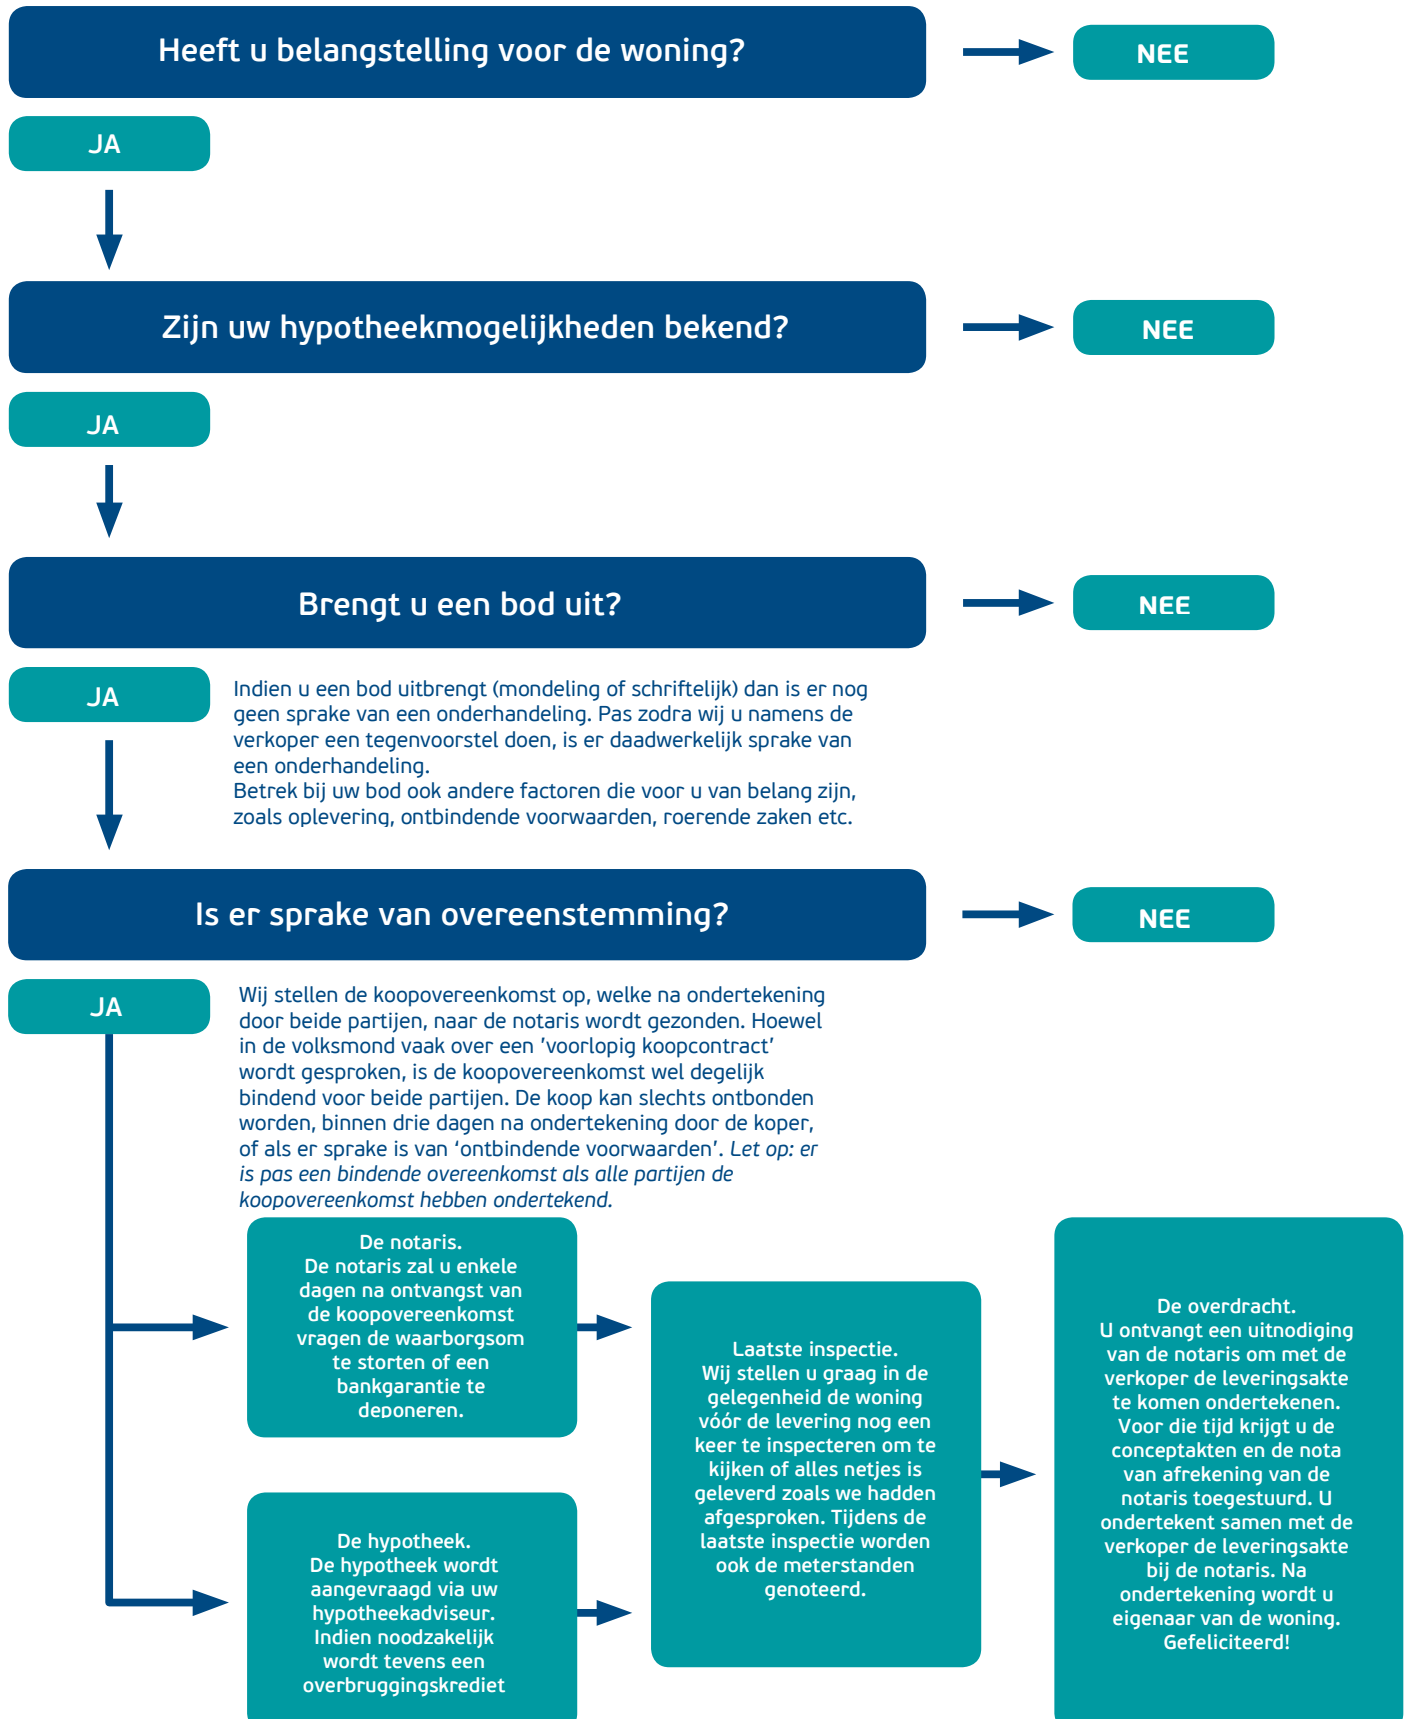 Heeft u belangstelling voor de woning?
NEE
JA
Zijn uw hypotheekmogelijkheden bekend?
NEE
JA
Brengt u een bod uit?
NEE
JA
Indien u een bod uitbrengt (mondeling of schriftelijk) dan is er nog
geen sprake van een onderhandeling. Pas zodra wij u namens de
verkoper een tegenvoorstel doen, is er daadwerkelijk sprake van
een onderhandeling.
Betrek bij uw bod ook andere factoren die voor u van belang zijn,
zoals oplevering, ontbindende voorwaarden, roerende zaken etc.
Is er sprake van overeenstemming?
NEE
JA
Wij stellen de koopovereenkomst op, welke na ondertekening
door beide partijen, naar de notaris wordt gezonden. Hoewel
in de volksmond vaak over een 'voorlopig koopcontract'
wordt gesproken, is de koopovereenkomst wel degelijk
bindend voor beide partijen. De koop kan slechts ontbonden
worden, binnen drie dagen na ondertekening door de koper,
of als er sprake is van ‘ontbindende voorwaarden’. Let op: er
is pas een bindende overeenkomst als alle partijen de
koopovereenkomst hebben ondertekend.
De notaris.
De notaris zal u enkele
dagen na ontvangst van
de koopovereenkomst
vragen de waarborgsom
te storten of een
bankgarantie te
deponeren.
De hypotheek.
De hypotheek wordt
aangevraagd via uw
hypotheekadviseur.
Indien noodzakelijk
wordt tevens een
overbruggingskrediet
Laatste inspectie.
Wij stellen u graag in de
gelegenheid de woning
vóór de levering nog een
keer te inspecteren om te
kijken of alles netjes is
geleverd zoals we hadden
afgesproken. Tijdens de
laatste inspectie worden
ook de meterstanden
genoteerd.
De overdracht.
U ontvangt een uitnodiging
van de notaris om met de
verkoper de leveringsakte
te komen ondertekenen.
Voor die tijd krijgt u de
conceptakten en de nota
van afrekening van de
notaris toegestuurd. U
ondertekent samen met de
verkoper de leveringsakte
bij de notaris. Na
ondertekening wordt u
eigenaar van de woning.
Gefeliciteerd!